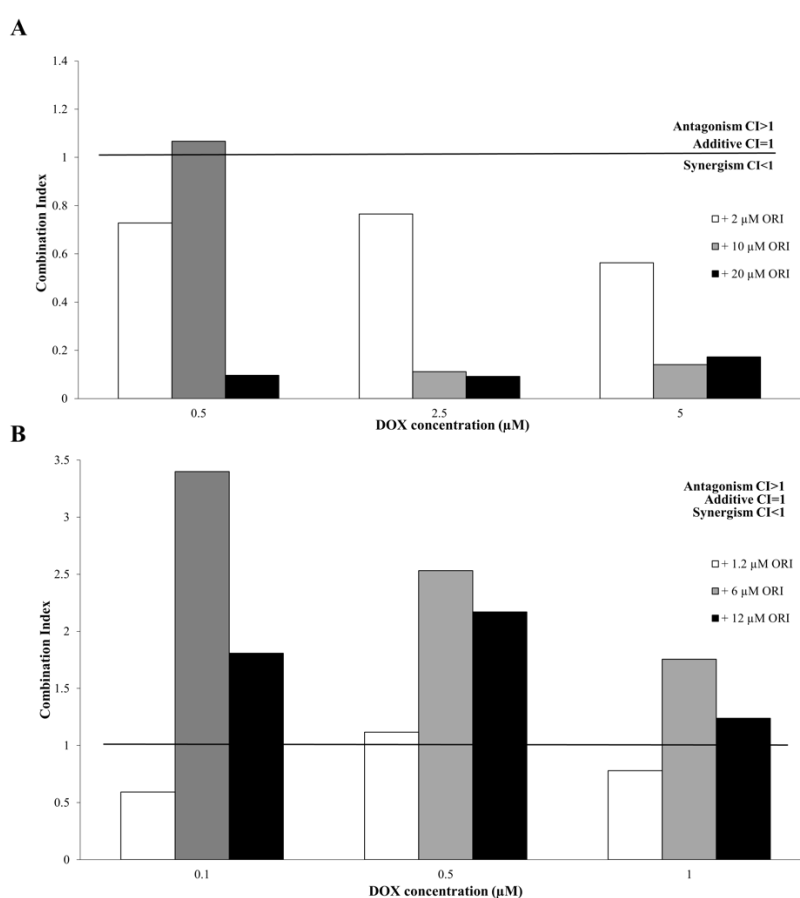 A
1.4
1.2
1
0.8
0.6
0.4
0.2
0
Combination Index
Antagonism CI>1
Additive CI=1
Synergism CI<1
+ 2 µM ORI
+ 10 µM ORI
+ 20 µM ORI
0.5 2.5 5
DOX concentration (µM)
B
3.5
3
2.5
2
1.5
1
0.5
0
Combination Index
Antagonism CI>1
Additive CI=1
Synergism CI<1
+ 1.2 µM ORI
+ 6 µM ORI
+ 12 µM ORI
0.1 0.5 1
DOX concentration (µM)